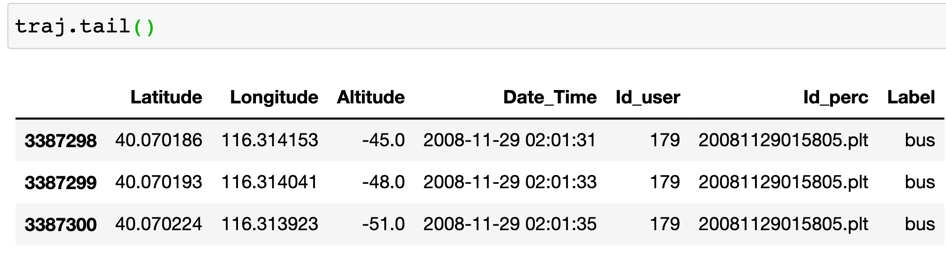 traj.tail()
Latitude Longitude Altitude Date_Time Id_user Id_perc Label
3387298 40.070186 116.314153 -45.0 2008-11-29 02:01:31 179 20081129015805.plt bus
3387299 40.070193 116.314041 -48.0 2008-11-29 02:01:33 179 20081129015805.plt bus
3387300 40.070224 116.313923 -51.0 2008-11-29 02:01:35 179 20081129015805.plt bus